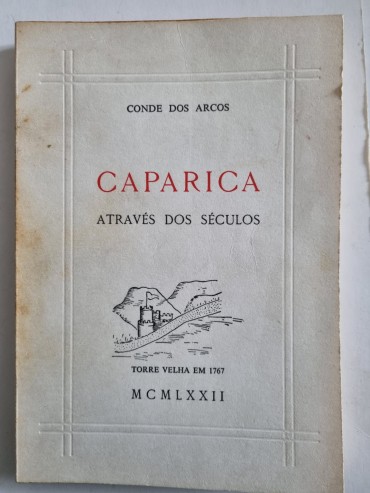 CONDE DOS ARCOS
CAPARICA
ATRAVÉS DOS SÉCULOS
TORRE VELHA EM 1767
MCMLXXII